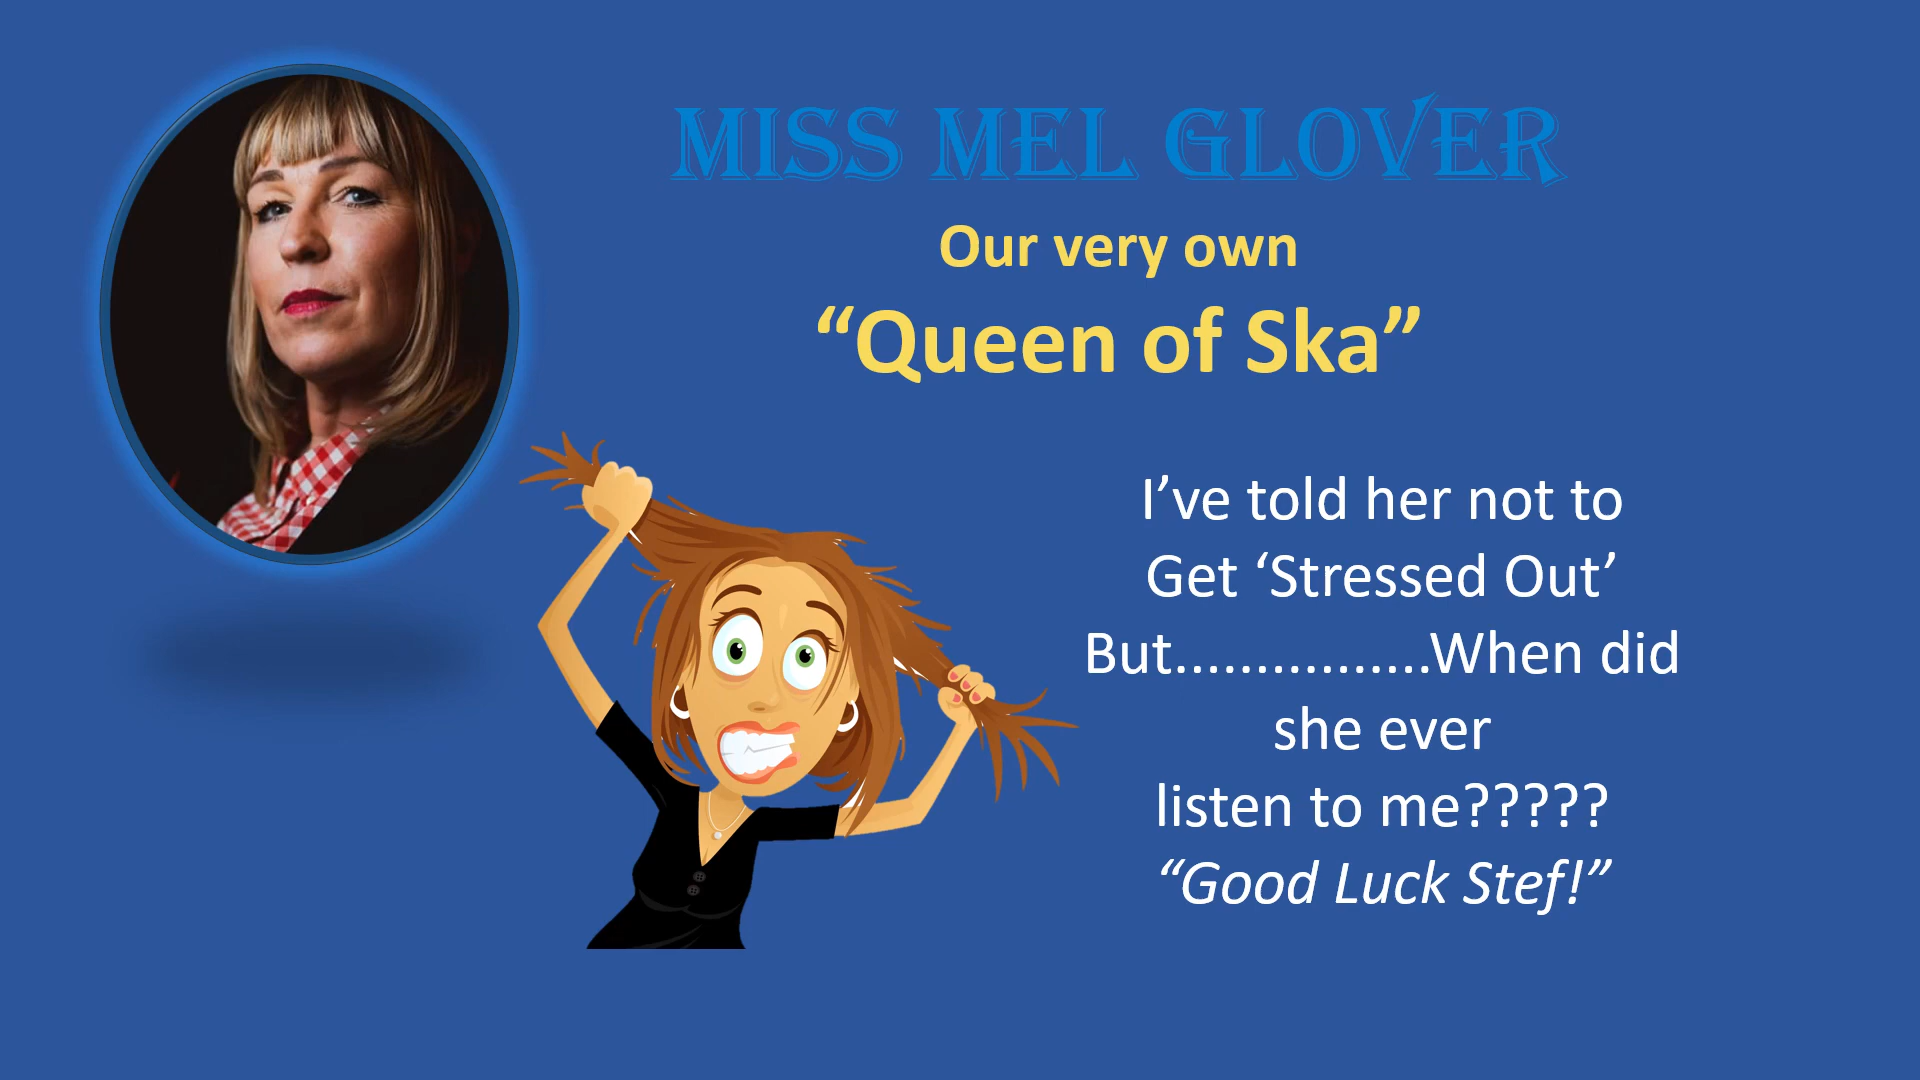 MISS MEL GLOVER
Our very own
“Queen of Ska”
I’ve told her not to
Get ‘Stressed Out’
But................When did
she ever
listen to me?????
“Good Luck Stef!”